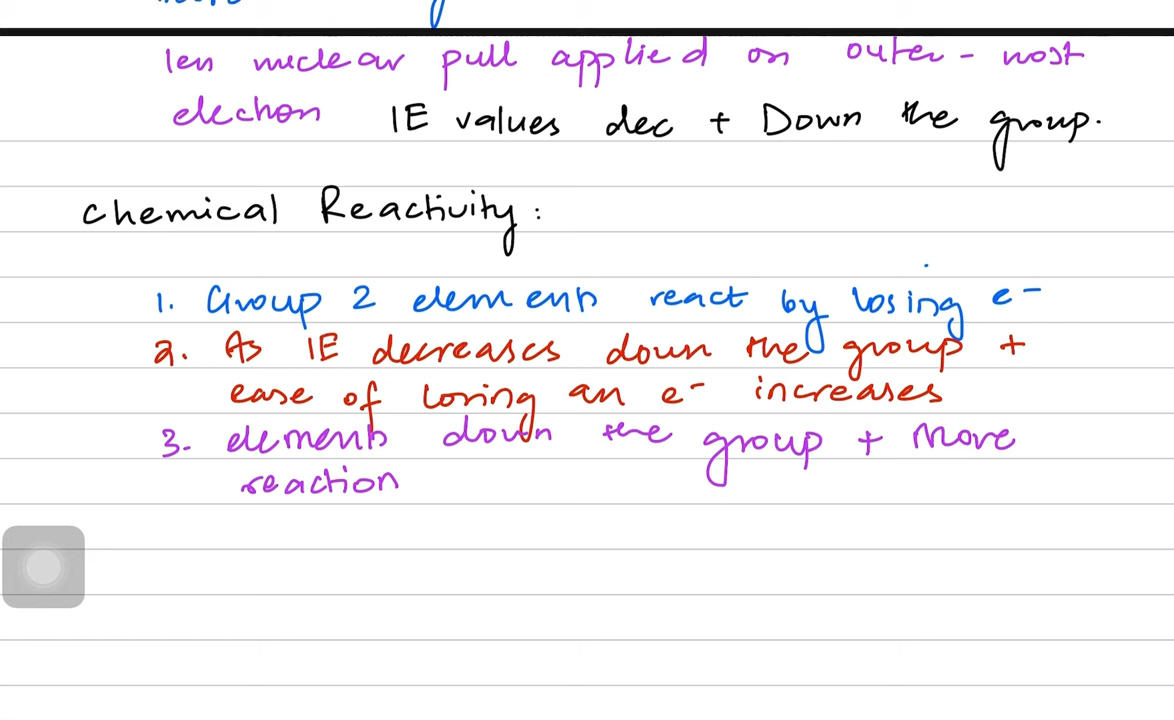 less nuclear pull applied on outer-most
electron IE values dec + Down the group.
Chemical Reactivity:
1. Group 2 elements react by losing e-
2. As IE decreases down the group +
ease of losing an e- increases
3. elements down the group + More
reaction